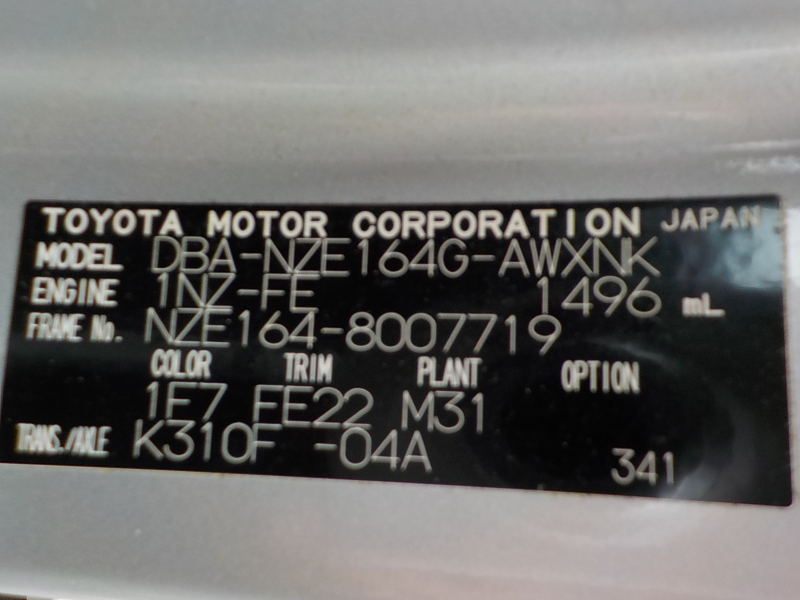 TOYOTA MOTOR CORPORATION JAPAN
MODEL DBA-NZE164G-AWXNK
ENGINE 1NZ-FE 1496 mL
FRAME No. NZE164-8007719
COLOR TRIM PLANT OPTION
1F7 FE22 M31
TRANS./AXLE K310F -04A 341